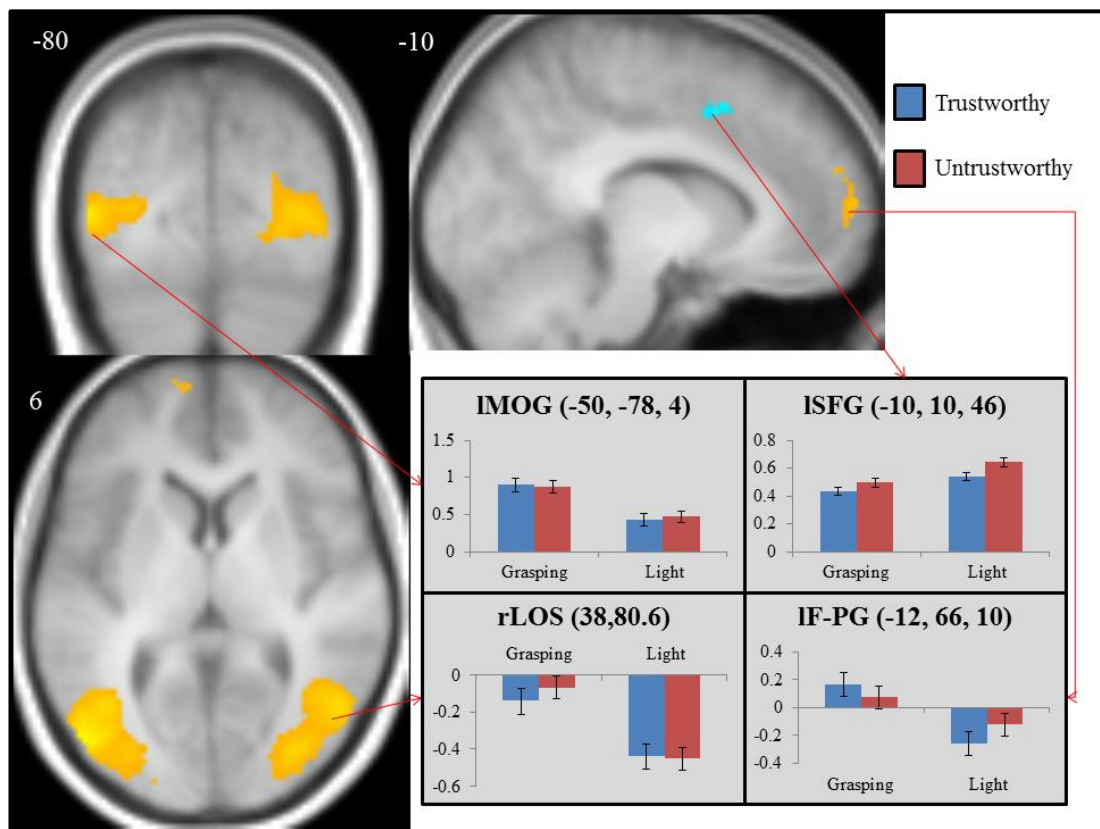 -80
-10
Trustworthy
Untrustworthy
6
lMOG (-50, -78, 4)
1.5
1
0.5
0
Grasping Light
lSFG (-10, 10, 46)
0.8
0.6
0.4
0.2
0
Grasping Light
rLOS (38,80.6)
Grasping Light
0
-0.2
-0.4
-0.6
lF-PG (-12, 66, 10)
0.4
0.2
0
-0.2
-0.4
Grasping Light